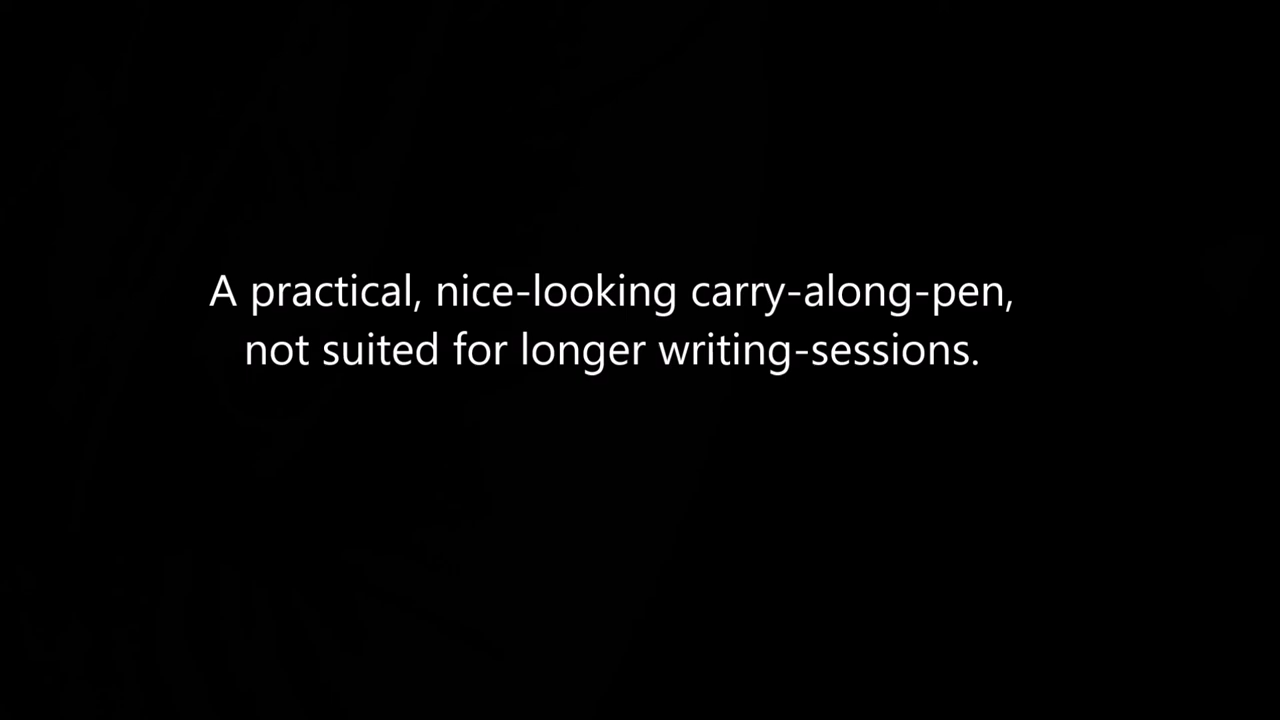 A practical, nice-looking carry-along-pen,
not suited for longer writing-sessions.